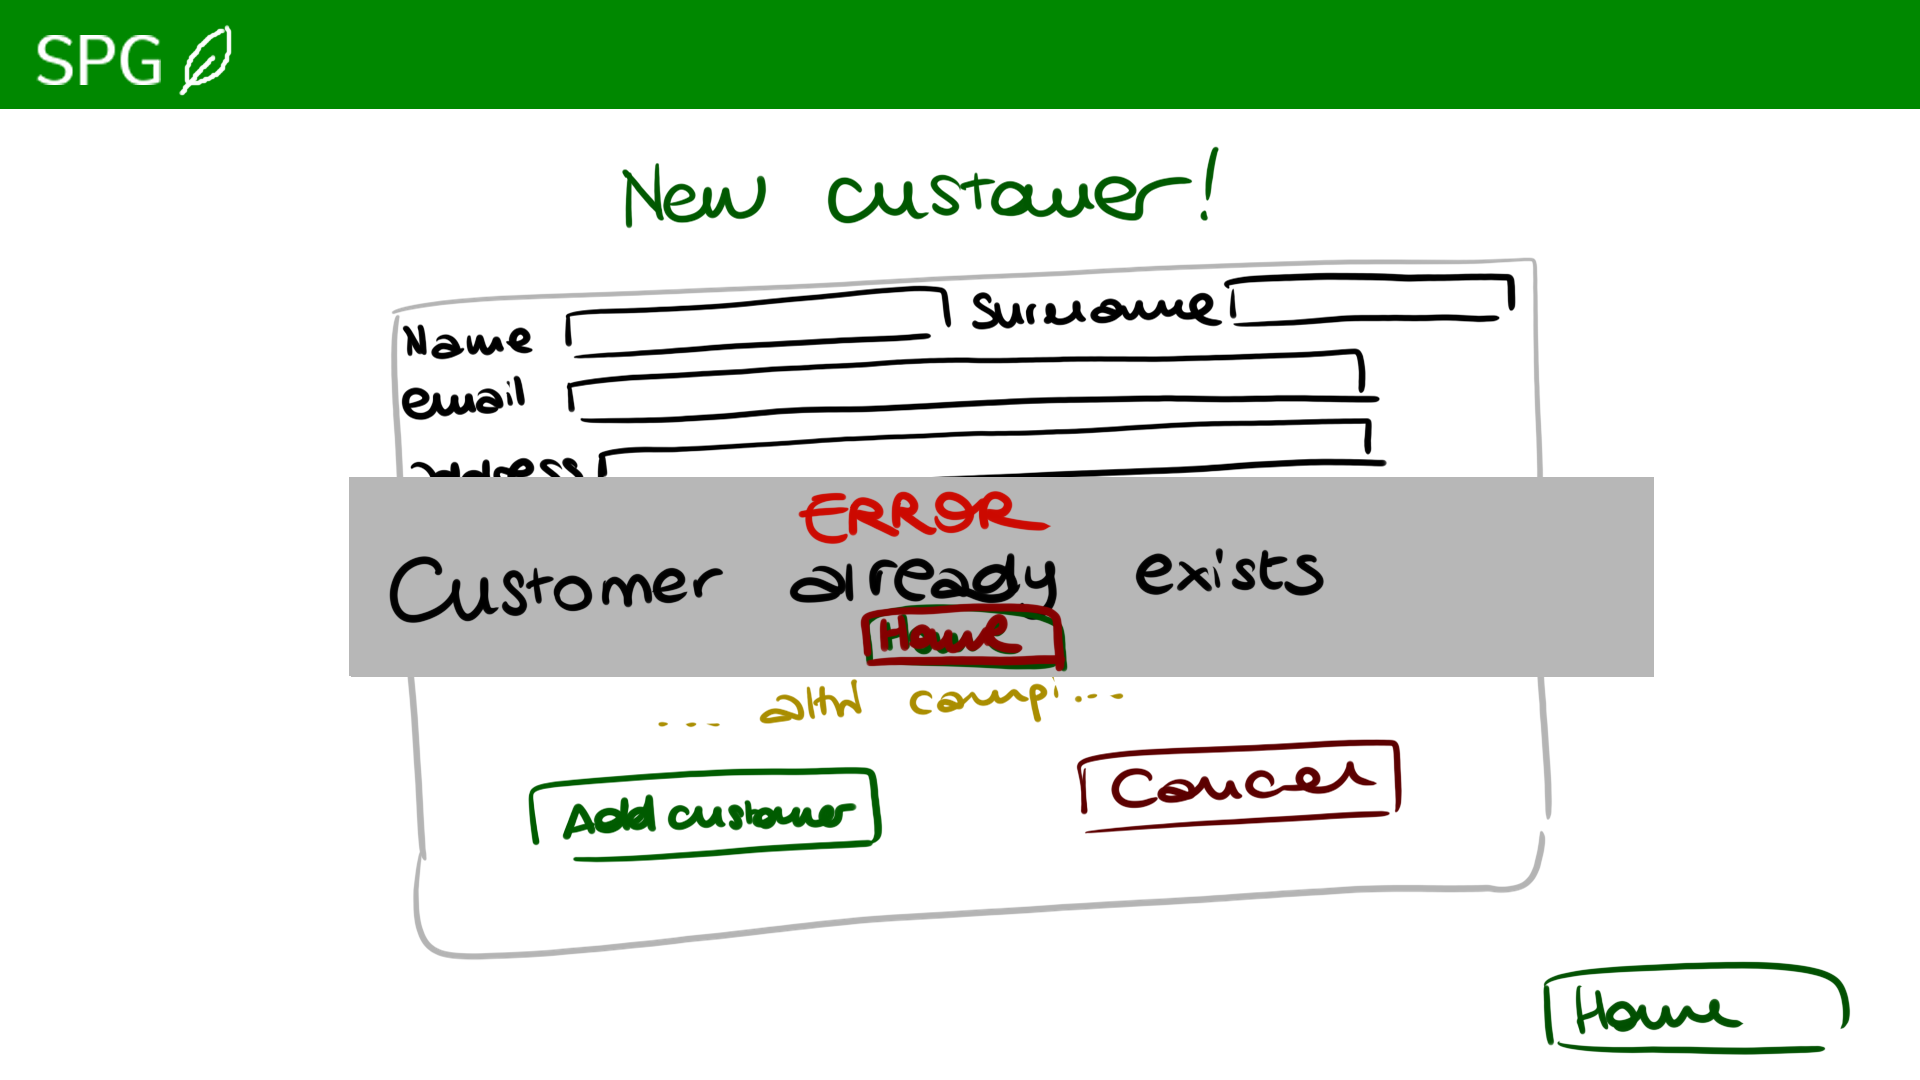 SPG
New customer!
Name Surname
email
address
ERROR
Customer already exists
Home
... altri campi ...
Add customer Cancel
Home